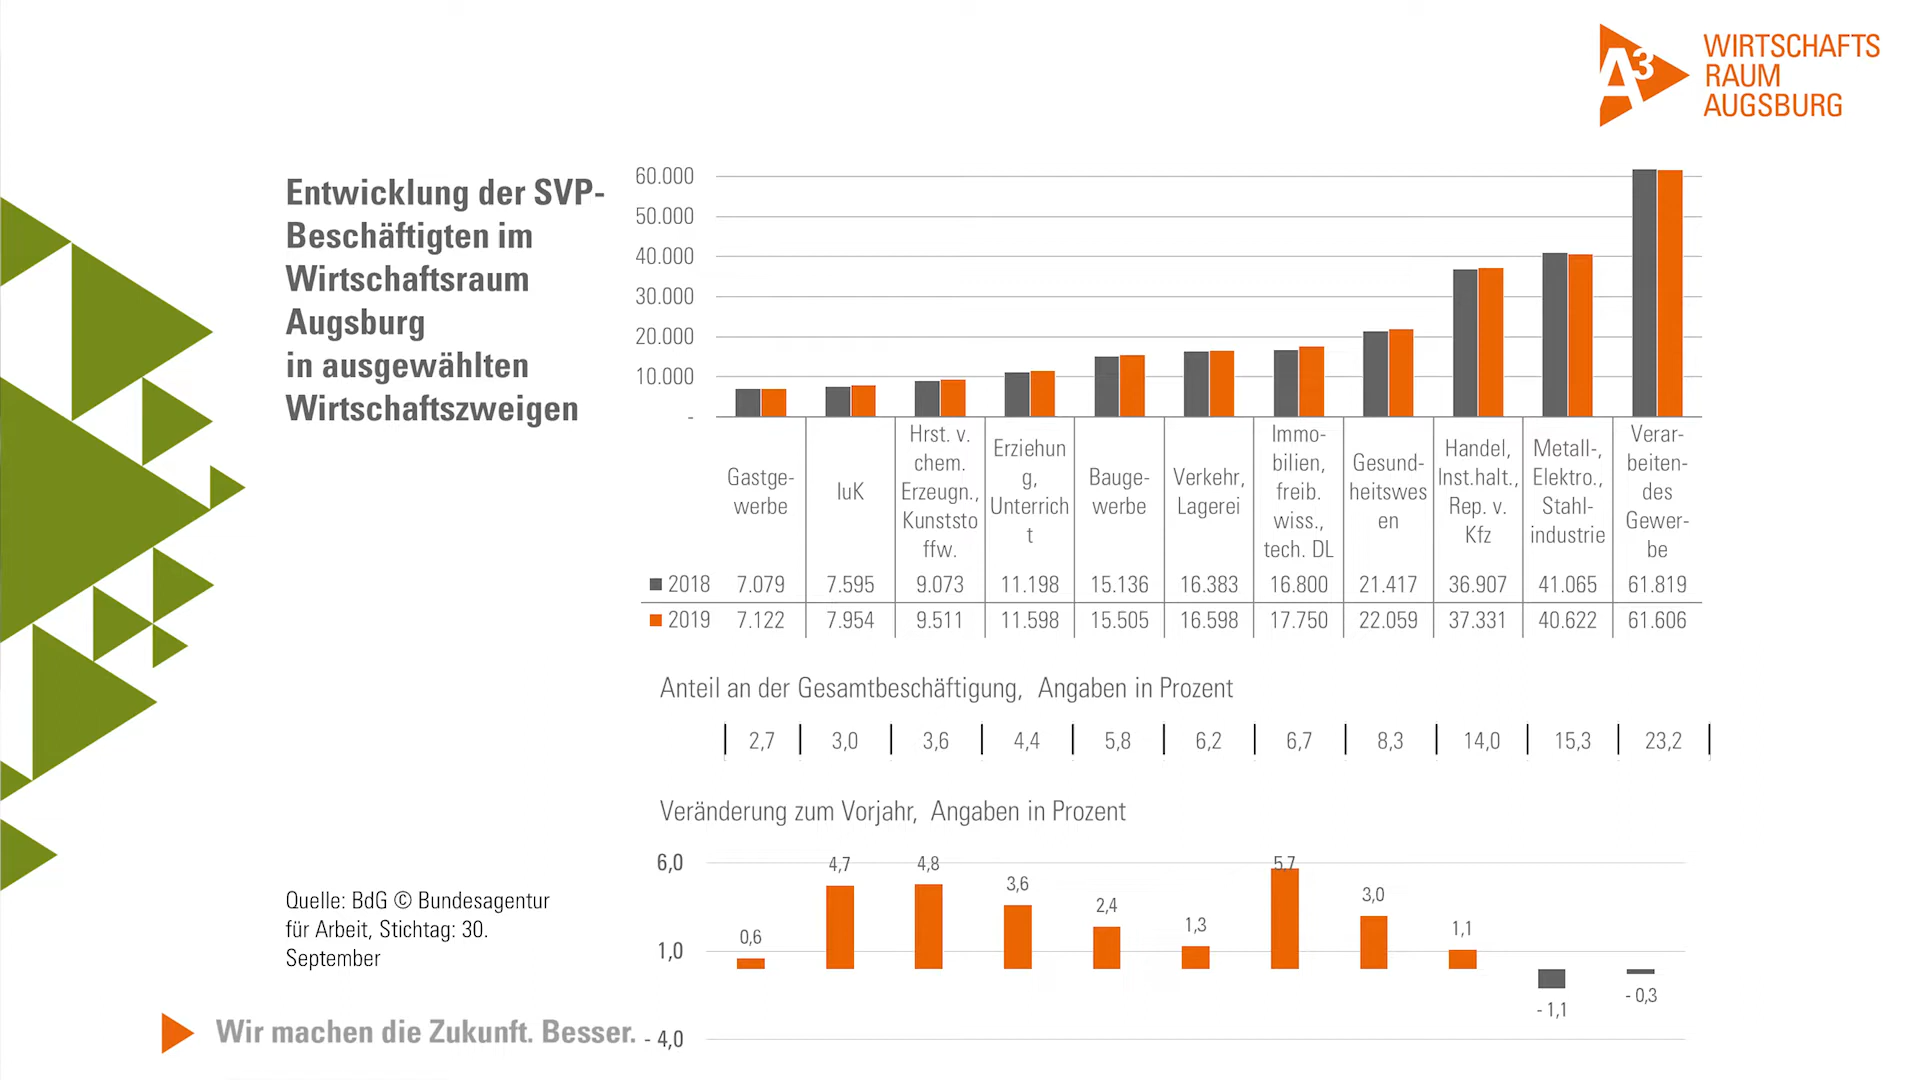 A3
WIRTSCHAFTS
RAUM
AUGSBURG
Entwicklung der SVP-
Beschäftigten im
Wirtschaftsraum
Augsburg
in ausgewählten
Wirtschaftszweigen
60.000
50.000
40.000
30.000
20.000
10.000
-
Gastge-
werbe
IuK
Hrst. v.
chem.
Erzeugn.,
Kunststo
ffw.
Erziehun
g,
Unterrich
t
Bauge-
werbe
Verkehr,
Lagerei
Immo-
bilien,
freib.
wiss.,
tech. DL
Gesund-
heitswes
en
Handel,
Inst.halt.,
Rep. v.
Kfz
Metall-,
Elektro.,
Stahl-
industrie
Verar-
beiten-
des
Gewer-
be
2018 7.079 7.595 9.073 11.198 15.136 16.383 16.800 21.417 36.907 41.065 61.819
2019 7.122 7.954 9.511 11.598 15.505 16.598 17.750 22.059 37.331 40.622 61.606
Anteil an der Gesamtbeschäftigung, Angaben in Prozent
2,7 3,0 3,6 4,4 5,8 6,2 6,7 8,3 14,0 15,3 23,2
Veränderung zum Vorjahr, Angaben in Prozent
6,0
1,0
- 4,0
0,6 4,7 4,8 3,6 2,4 1,3 5,7 3,0 1,1 - 1,1 - 0,3
Quelle: BdG © Bundesagentur
für Arbeit, Stichtag: 30.
September
Wir machen die Zukunft. Besser.